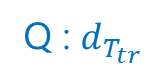 Q : d_{T_{tr}}